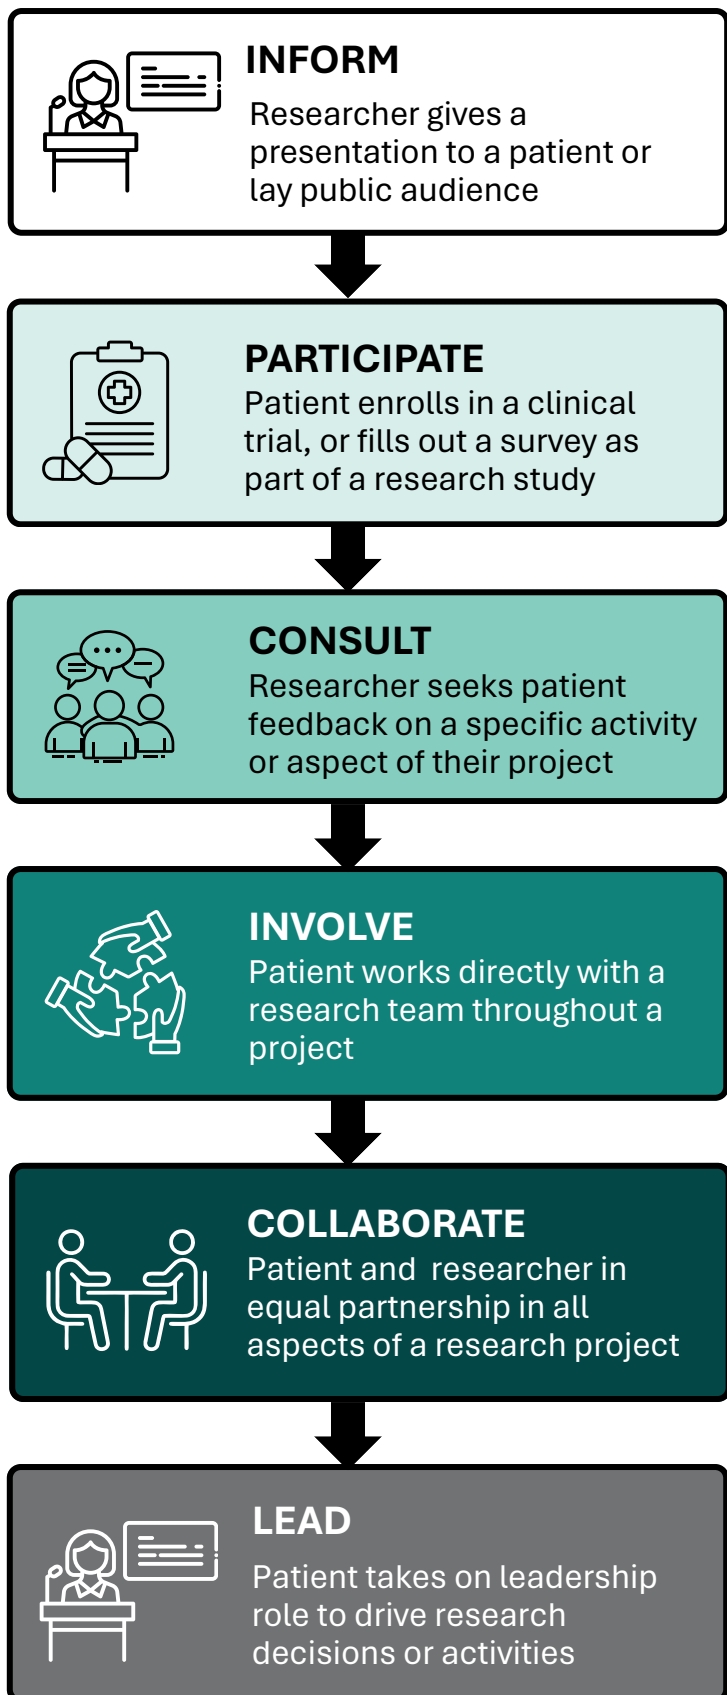 INFORM
Researcher gives a
presentation to a patient or
lay public audience
PARTICIPATE
Patient enrolls in a clinical
trial, or fills out a survey as
part of a research study
CONSULT
Researcher seeks patient
feedback on a specific activity
or aspect of their project
INVOLVE
Patient works directly with a
research team throughout a
project
COLLABORATE
Patient and  researcher in
equal partnership in all
aspects of a research project
LEAD
Patient takes on leadership
role to drive research
decisions or activities